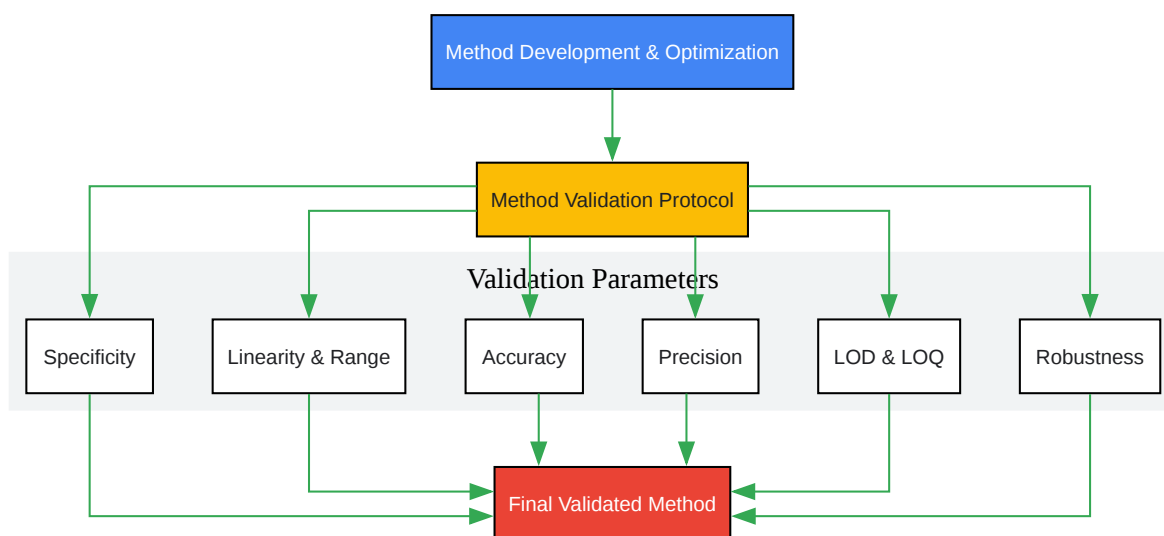 Method Development & Optimization
Method Validation Protocol
Validation Parameters
Specificity
Linearity & Range
Accuracy
Precision
LOD & LOQ
Robustness
Final Validated Method